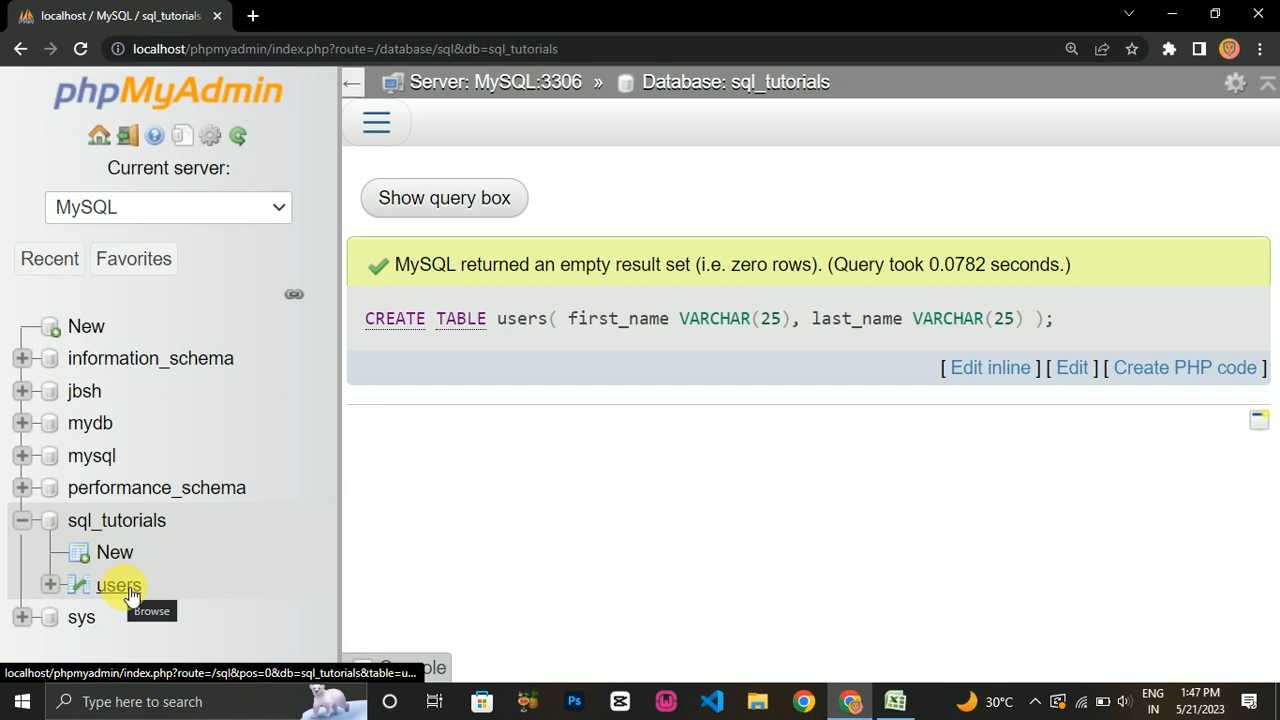 localhost / MySQL / sql_tutorials
localhost/phpmyadmin/index.php?route=/database/sql&db=sql_tutorials
phpMyAdmin
Current server:
MySQL
Recent
Favorites
New
information_schema
jbsh
mydb
mysql
performance_schema
sql_tutorials
New
users
Browse
sys
localhost/phpmyadmin/index.php?route=/sql&pos=0&db=sql_tutorials&table=u...
Server: MySQL:3306 » Database: sql_tutorials
Show query box
MySQL returned an empty result set (i.e. zero rows). (Query took 0.0782 seconds.)
CREATE TABLE users( first_name VARCHAR(25), last_name VARCHAR(25) );
[ Edit inline ] [ Edit ] [ Create PHP code ]
Type here to search
Ps
30°C
ENG
IN
1:47 PM
5/21/2023